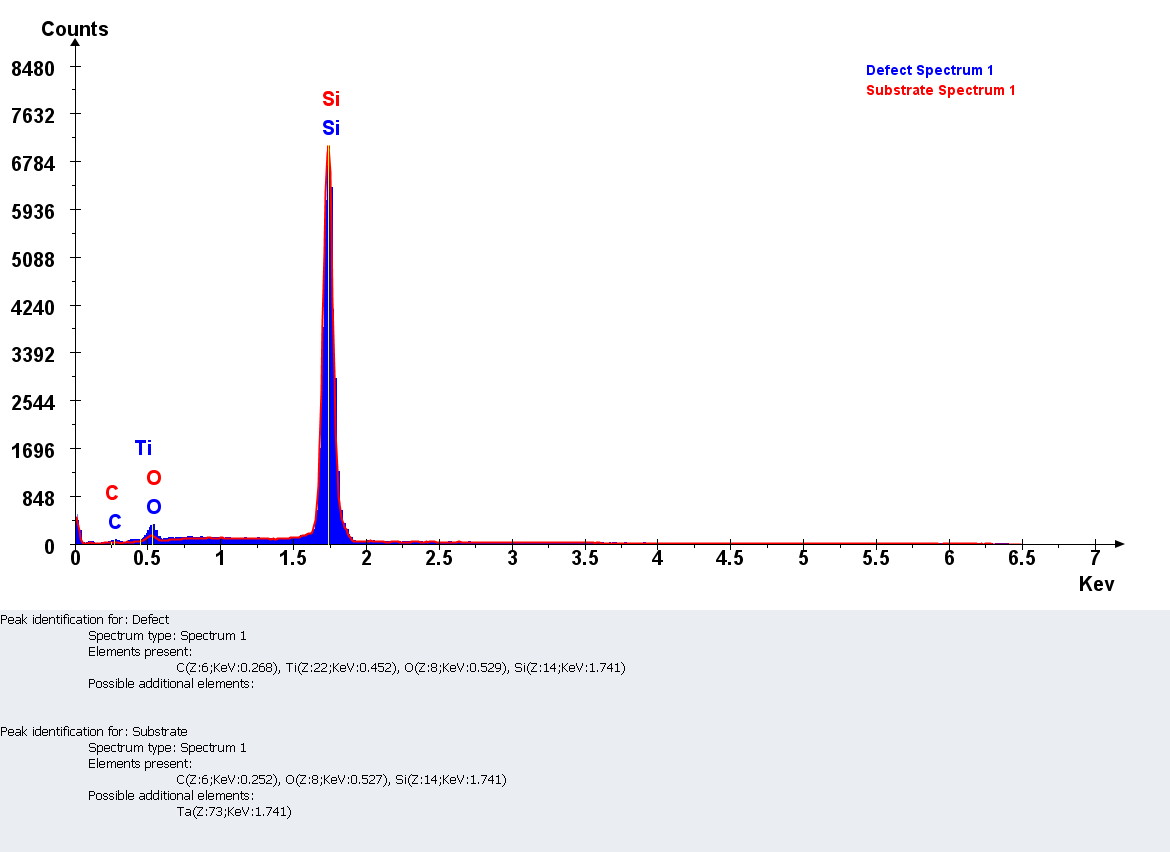 Counts
8480
7632
6784
5936
5088
4240
3392
2544
1696
848
0
Defect Spectrum 1
Substrate Spectrum 1
Si
Si
Ti
O
C
O
C
0 0.5 1 1.5 2 2.5 3 3.5 4 4.5 5 5.5 6 6.5 7
Kev
Peak identification for: Defect
Spectrum type: Spectrum 1
Elements present:
C(Z:6;KeV:0.268), Ti(Z:22;KeV:0.452), O(Z:8;KeV:0.529), Si(Z:14;KeV:1.741)
Possible additional elements:
Peak identification for: Substrate
Spectrum type: Spectrum 1
Elements present:
C(Z:6;KeV:0.252), O(Z:8;KeV:0.527), Si(Z:14;KeV:1.741)
Possible additional elements:
Ta(Z:73;KeV:1.741)